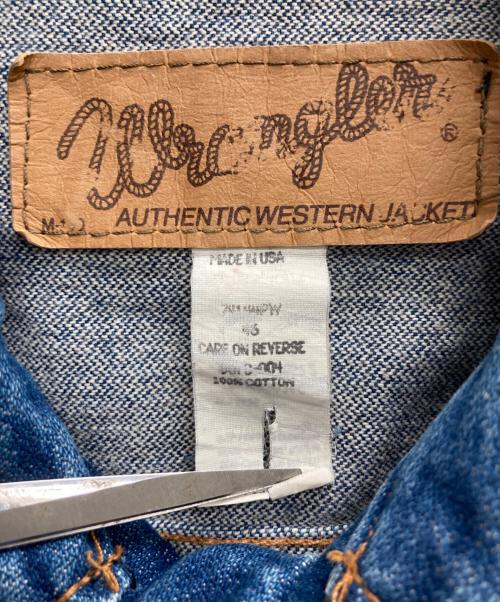 Wrangler
®
AUTHENTIC WESTERN JACKET
MADE IN USA
46
CARE ON REVERSE
100% COTTON